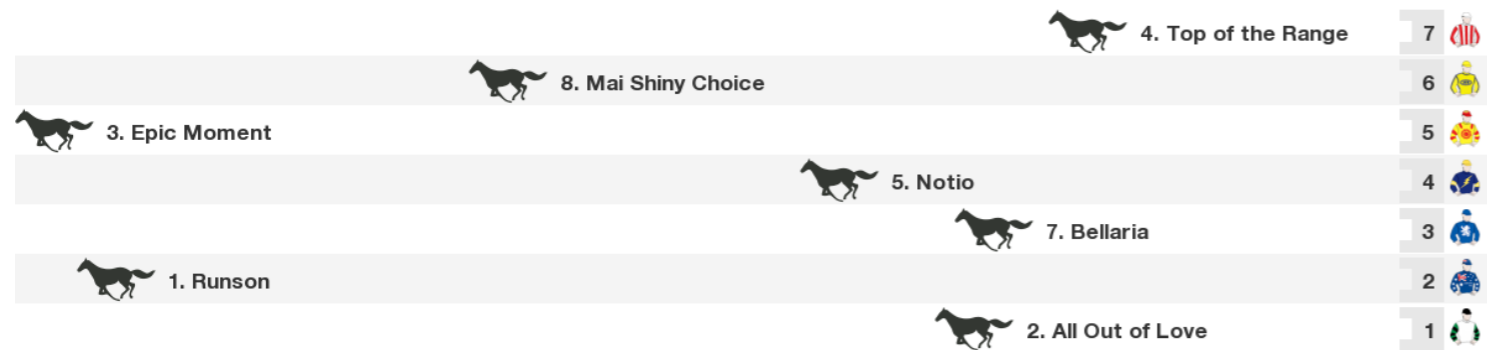 4. Top of the Range 7
8. Mai Shiny Choice 6
3. Epic Moment 5
5. Notio 4
7. Bellaria 3
1. Runson 2
2. All Out of Love 1